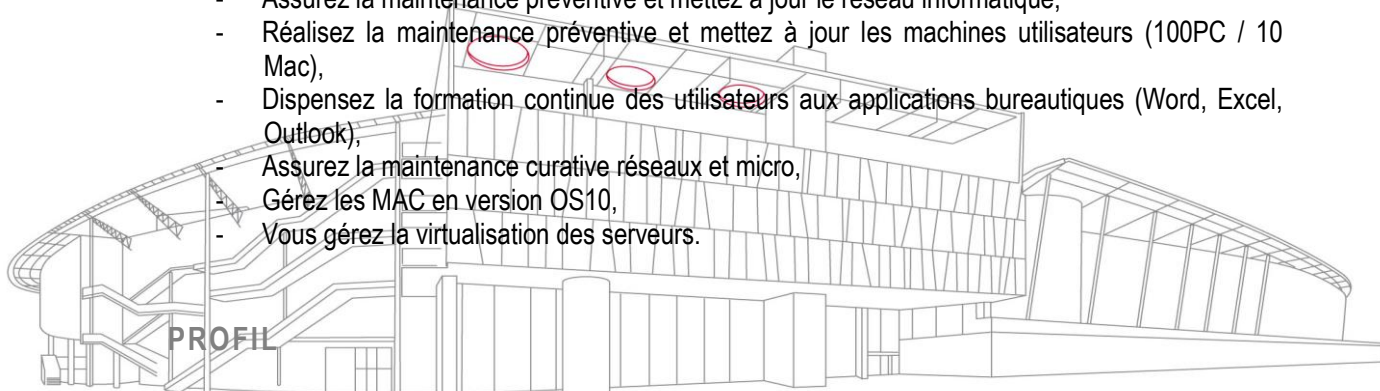 - Assurez la maintenance préventive et mettez à jour le réseau informatique,
- Réalisez la maintenance préventive et mettez à jour les machines utilisateurs (100PC / 10
Mac),
- Dispensez la formation continue des utilisateurs aux applications bureautiques (Word, Excel,
Outlook),
- Assurez la maintenance curative réseaux et micro,
- Gérez les MAC en version OS10,
- Vous gérez la virtualisation des serveurs.
PROFIL